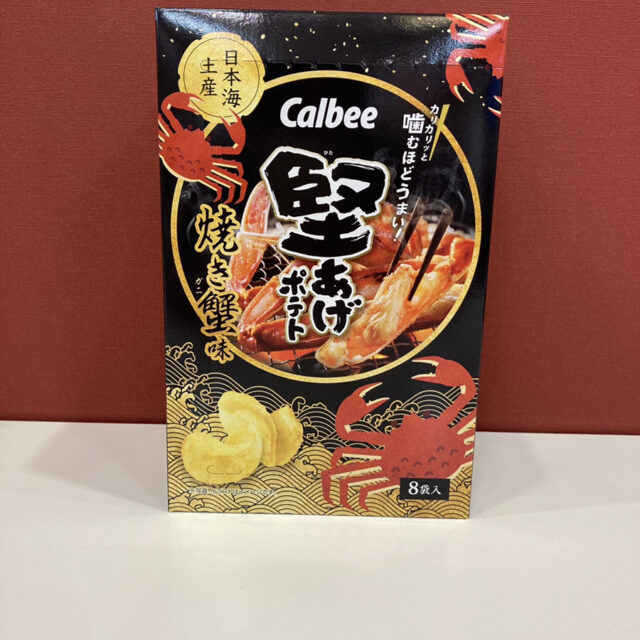 日本海
土産
Calbee
カリカリッと
噛むほどうまい!
かた
堅あげ
ポテト
焼き蟹味
ガニ
8袋入